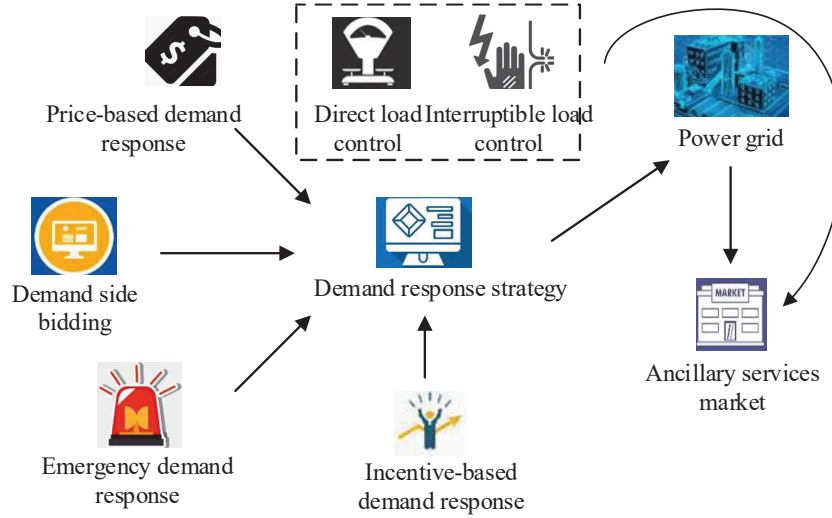 $
Price-based demand
response
Direct load
control
Interruptible load
control
Power grid
Demand side
bidding
Demand response strategy
MARKET
Ancillary services
market
Emergency demand
response
Incentive-based
demand response